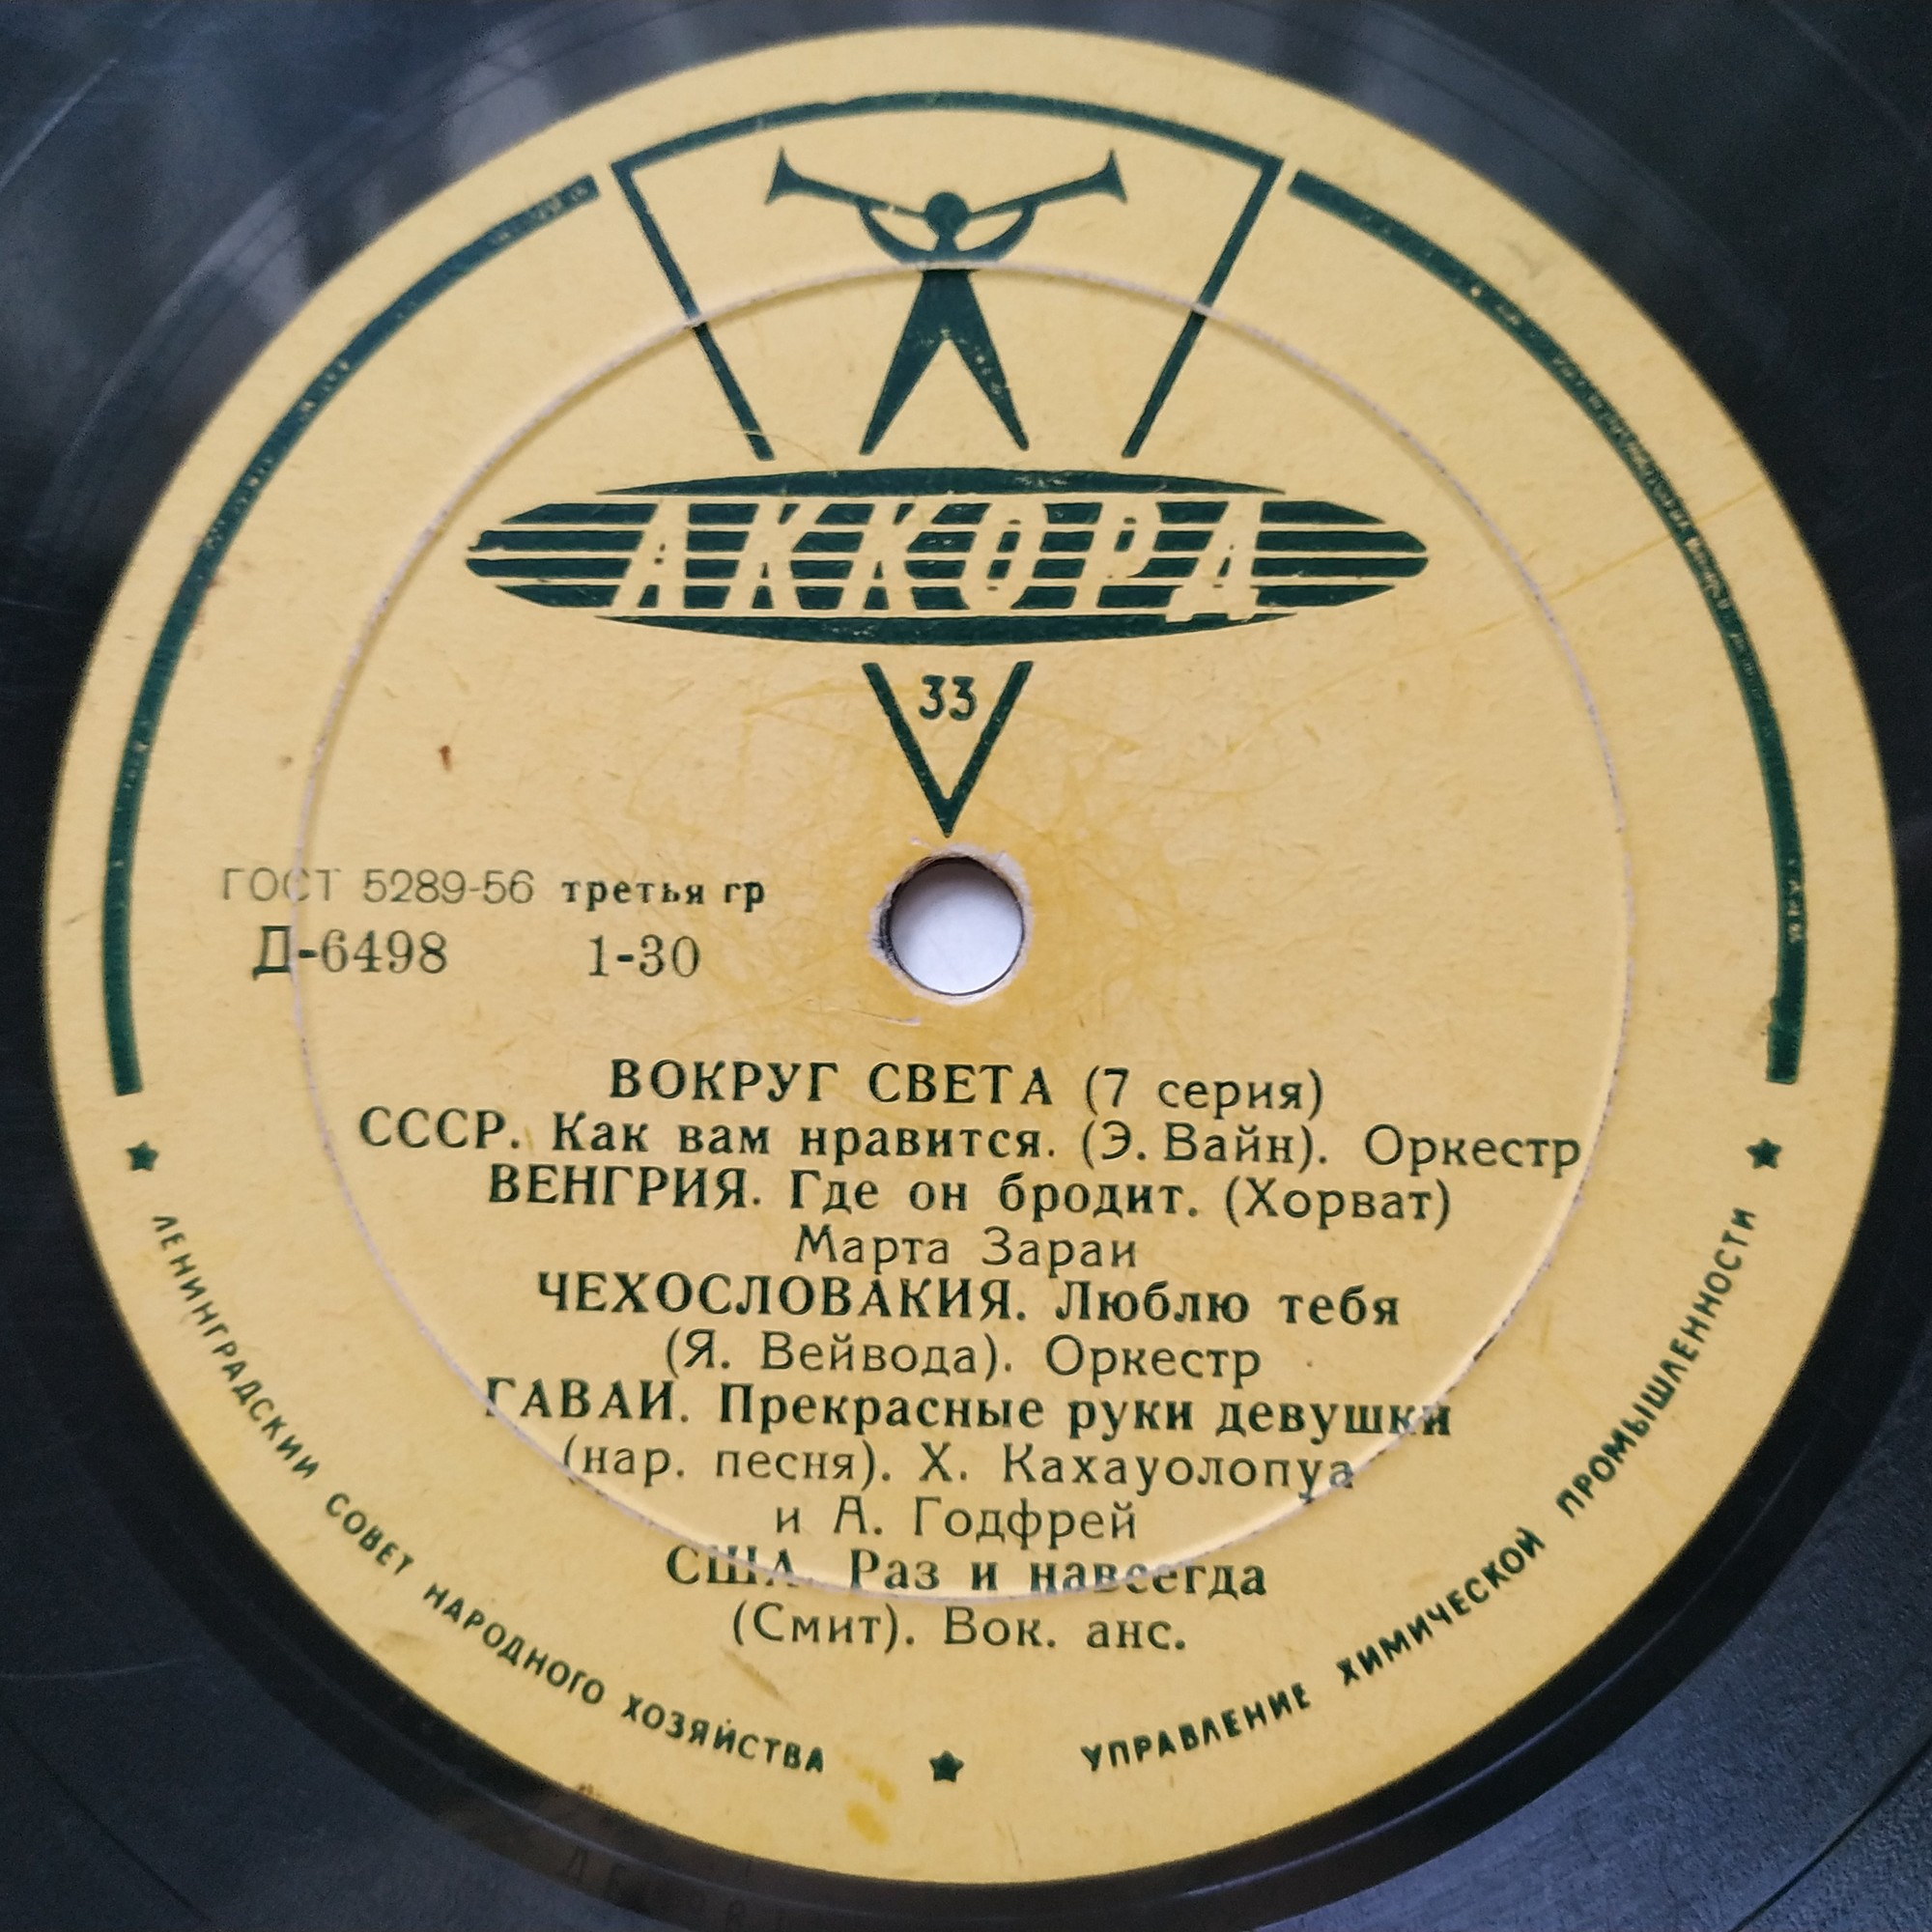 АККОРД
33
ГОСТ 5289-56 третья гр
Д-6498 1-30
ВОКРУГ СВЕТА (7 серия)
СССР. Как вам нравится. (Э. Вайн). Оркестр
ВЕНГРИЯ. Где он бродит. (Хорват)
Марта Зараи
ЧЕХОСЛОВАКИЯ. Люблю тебя
(Я. Вейвода). Оркестр
ГАВАИ. Прекрасные руки девушки
(нар. песня). Х. Кахауолопуа
и А. Годфрей
США. Раз и навсегда
(Смит). Вок. анс.
ЛЕНИНГРАДСКИЙ СОВЕТ НАРОДНОГО ХОЗЯЙСТВА
УПРАВЛЕНИЕ ХИМИЧЕСКОЙ ПРОМЫШЛЕННОСТИ